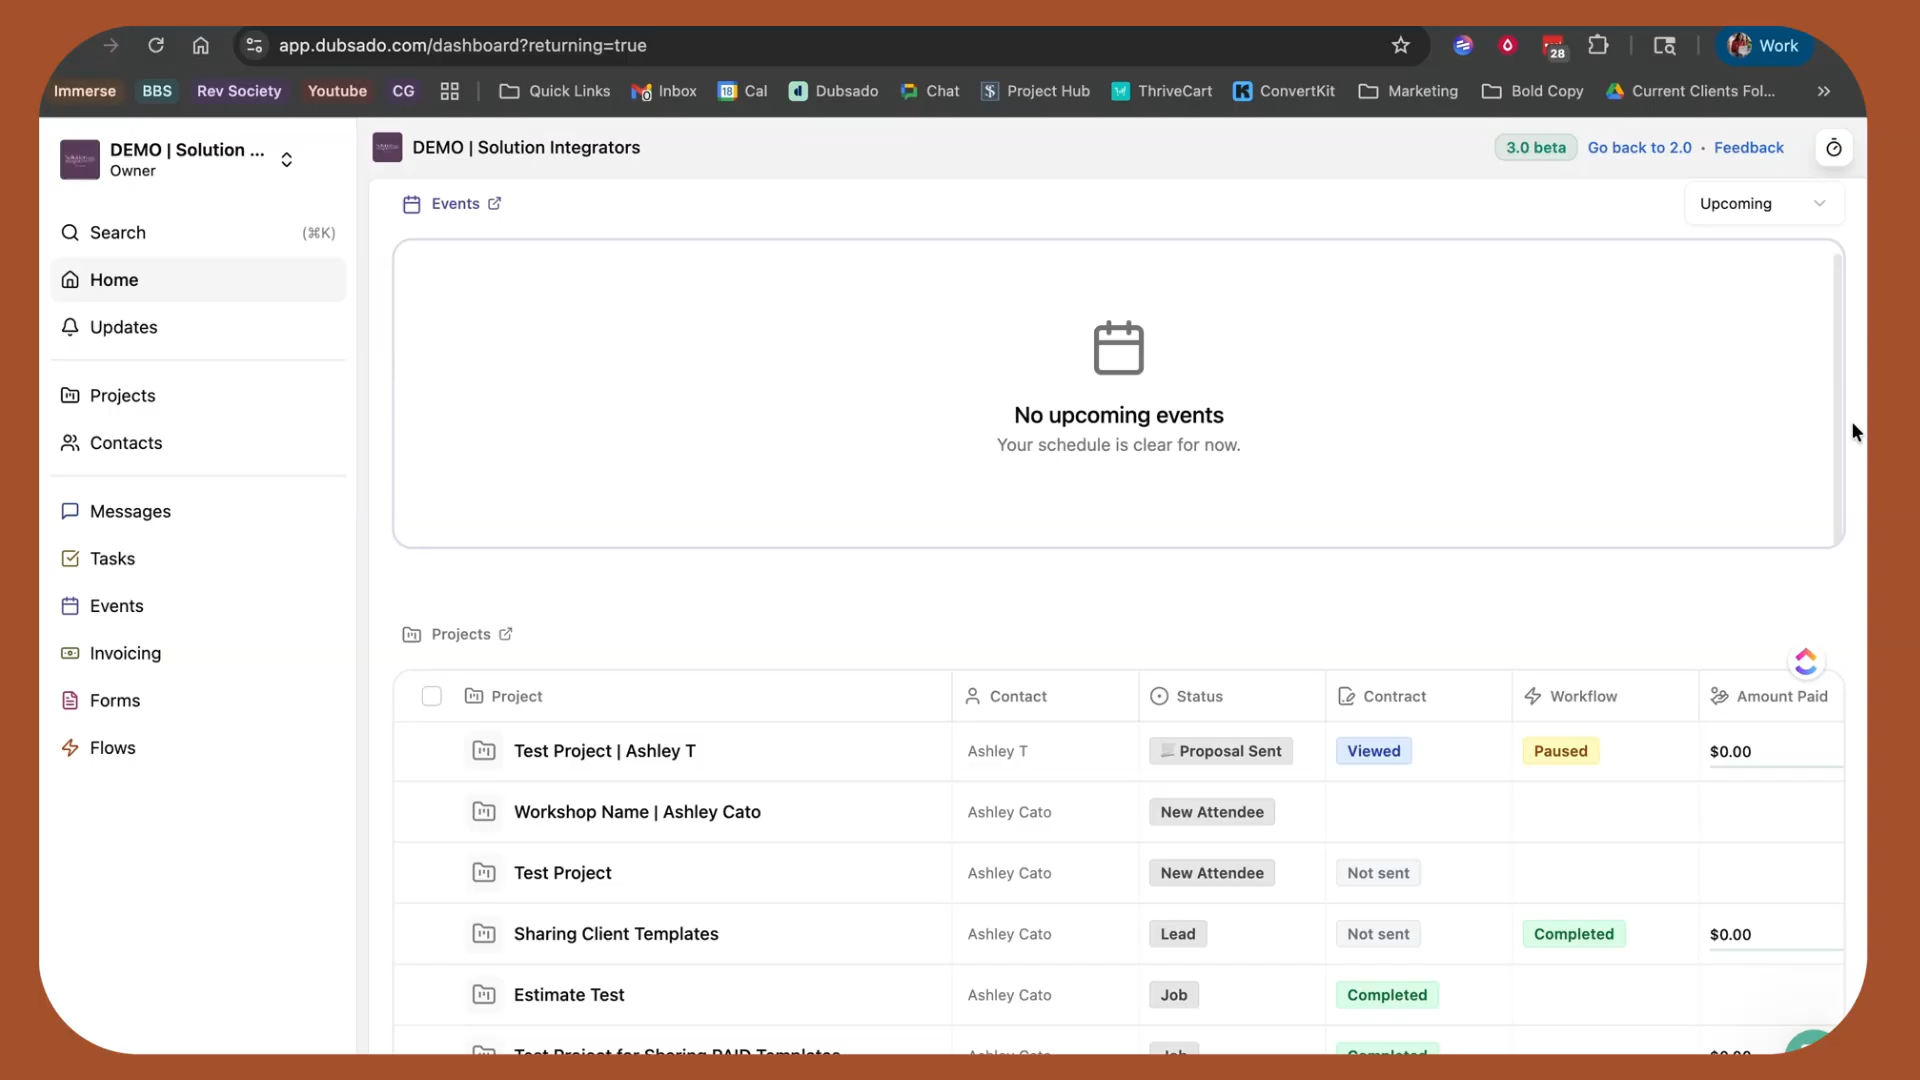 app.dubsado.com/dashboard?returning=true
28
Work
Immerse
BBS
Rev Society
Youtube
CG
Quick Links
0
Inbox
18
Cal
d
Dubsado
Chat
Project Hub
ThriveCart
K
ConvertKit
Marketing
Bold Copy
Current Clients Fol...
DEMO | Solution ...
Owner
DEMO | Solution Integrators
3.0 beta
Go back to 2.0 · Feedback
Search
(⌘K)
Home
Updates
Projects
Contacts
Messages
Tasks
Events
Invoicing
Forms
Flows
Events
Upcoming
No upcoming events
Your schedule is clear for now.
Projects
Project
Contact
Status
Contract
Workflow
Amount Paid
Test Project | Ashley T
Ashley T
Proposal Sent
Viewed
Paused
$0.00
Workshop Name | Ashley Cato
Ashley Cato
New Attendee
Test Project
Ashley Cato
New Attendee
Not sent
Sharing Client Templates
Ashley Cato
Lead
Not sent
Completed
$0.00
Estimate Test
Ashley Cato
Job
Completed
Test Project for Sharing PAID Templates
Ashley Cato
Job
Completed
$0.00